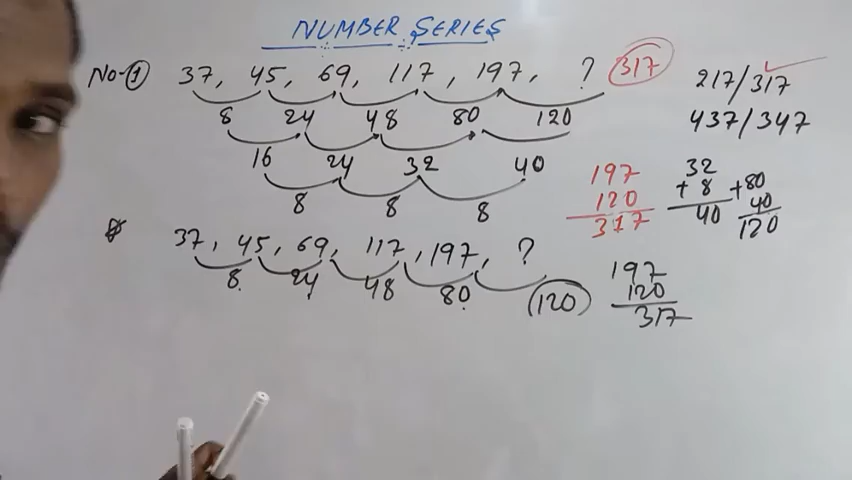 NUMBER SERIES
No-① 37, 45, 69, 117, 197, ? 317
8 24 48 80 120
16 24 32 40
8 8 8
217/317
437/347
197
120
317
32
+ 8
40
+80
40
120
37, 45, 69, 117, 197, ?
8 24 48 80 120
197
120
317